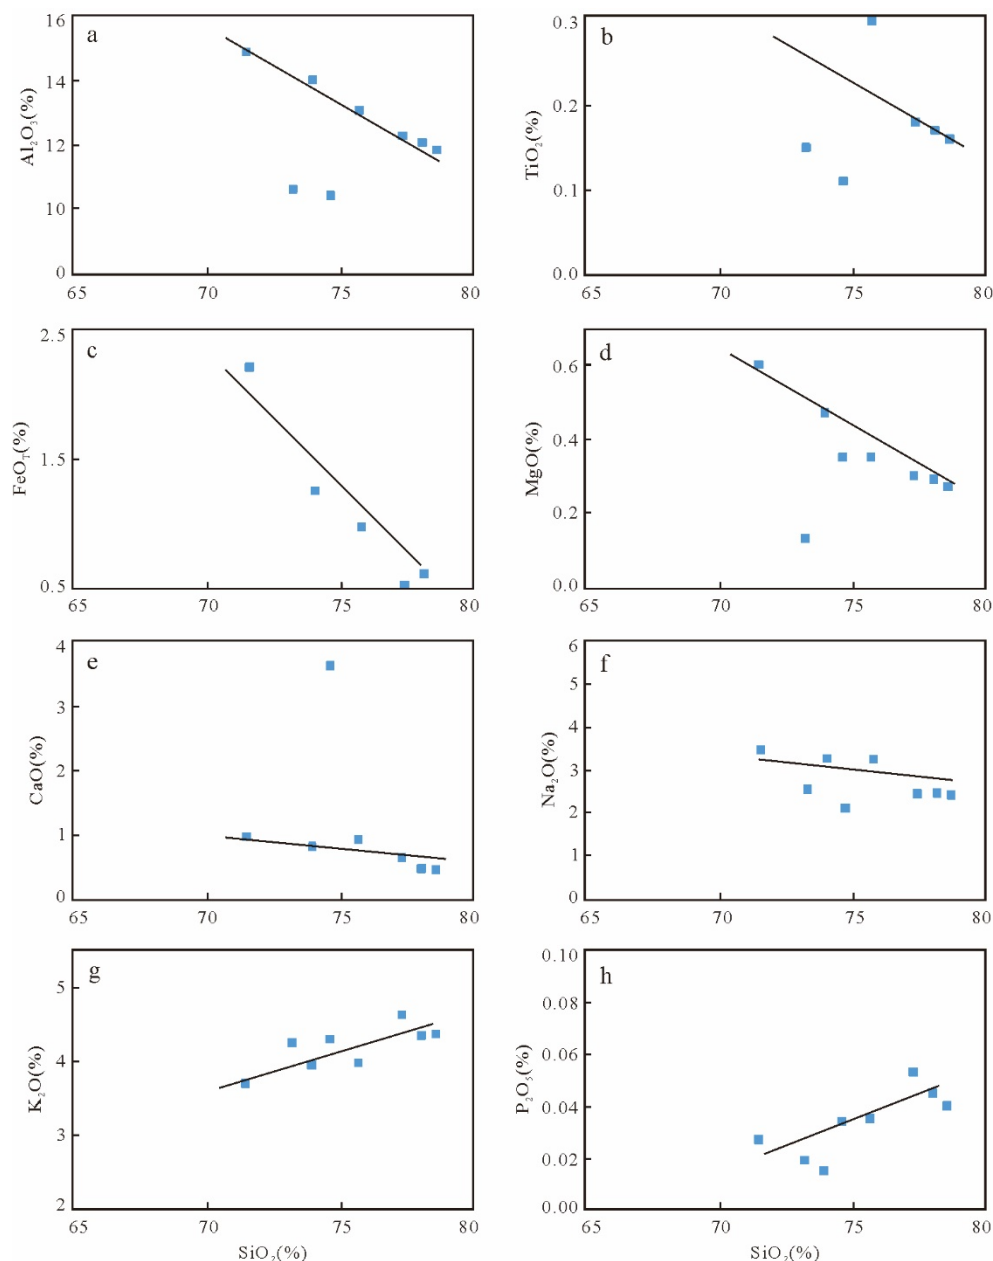 a
16
14
12
10
0
Al₂O₃(%)
65 70 75 80
b
0.3
0.2
0.1
0.0
TiO₂(%)
65 70 75 80
c
2.5
1.5
0.5
FeO_T(%)
65 70 75 80
d
0.6
0.4
0.2
0.0
MgO(%)
65 70 75 80
e
4
3
2
1
0
CaO(%)
65 70 75 80
f
6
5
4
3
2
1
0
Na₂O(%)
65 70 75 80
g
5
4
3
2
K₂O(%)
65 70 75 80
SiO₂(%)
h
0.10
0.08
0.06
0.04
0.02
0.00
P₂O₅(%)
65 70 75 80
SiO₂(%)